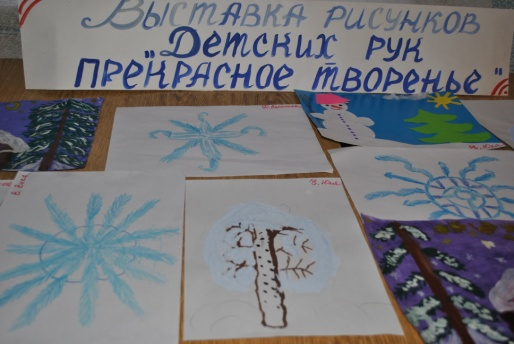 Выставка рисунков
"Детских рук
прекрасное творенье"